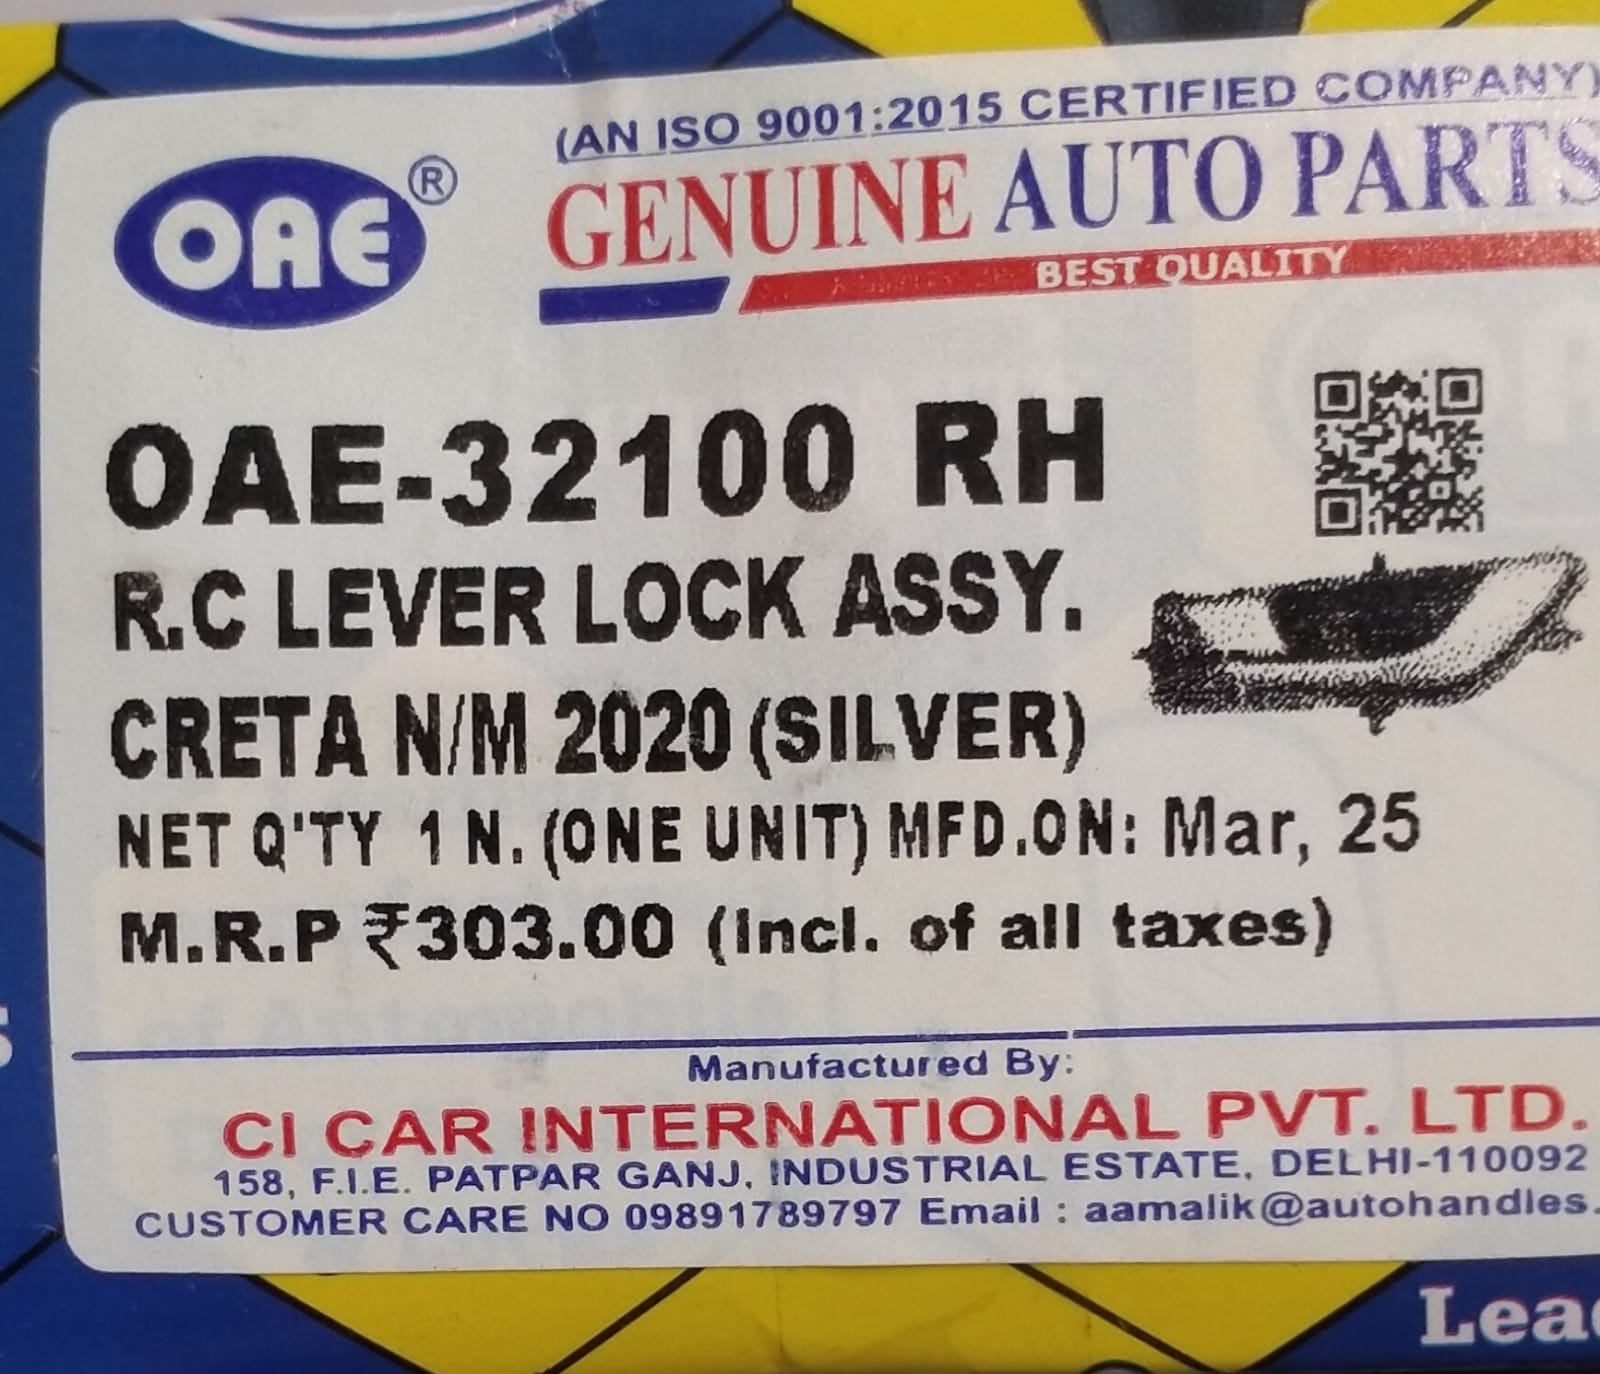 (AN ISO 9001:2015 CERTIFIED COMPANY)
OAE®
GENUINE AUTO PARTS
BEST QUALITY
OAE-32100 RH
R.C LEVER LOCK ASSY.
CRETA N/M 2020 (SILVER)
NET Q'TY 1 N. (ONE UNIT) MFD.ON: Mar, 25
M.R.P ₹303.00 (Incl. of all taxes)
Manufactured By:
CI CAR INTERNATIONAL PVT. LTD.
158, F.I.E. PATPAR GANJ, INDUSTRIAL ESTATE, DELHI-110092
CUSTOMER CARE NO 09891789797 Email : aamalik@autohandles.